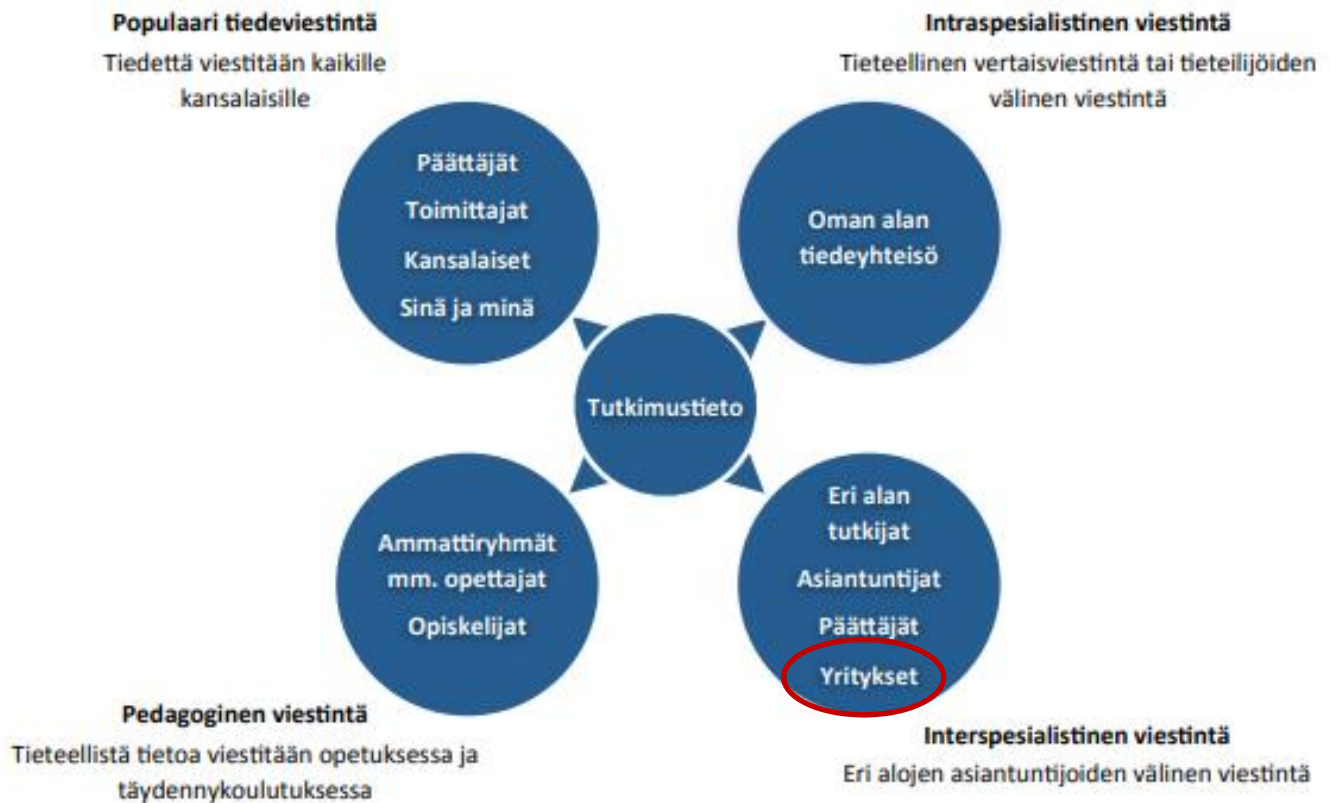 Populaari tiedeviestintä
Tiedettä viestitään kaikille
kansalaisille
Päättäjät
Toimittajat
Kansalaiset
Sinä ja minä
Intraspesialistinen viestintä
Tieteellinen vertaisviestintä tai tieteilijöiden
välinen viestintä
Oman alan
tiedeyhteisö
Tutkimustieto
Ammattiryhmät
mm. opettajat
Opiskelijat
Pedagoginen viestintä
Tieteellistä tietoa viestitään opetuksessa ja
täydennykoulutuksessa
Eri alan
tutkijat
Asiantuntijat
Päättäjät
Yritykset
Interspesialistinen viestintä
Eri alojen asiantuntijoiden välinen viestintä